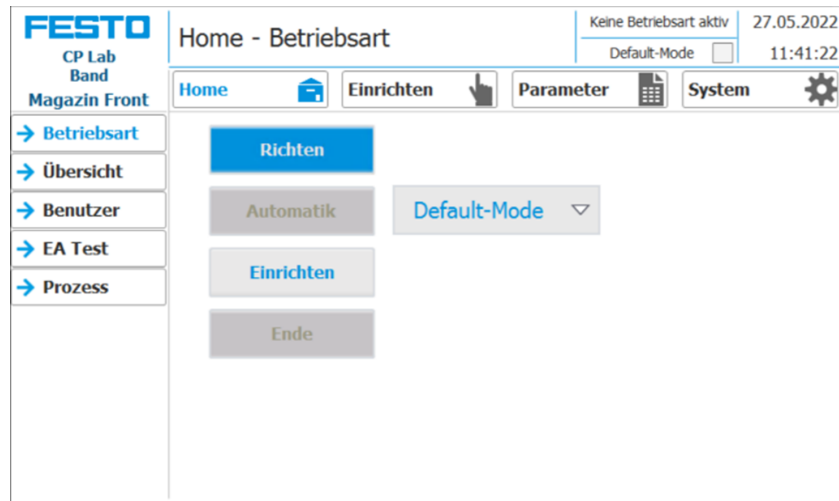 FESTO
CP Lab
Band
Magazin Front
Home - Betriebsart
Keine Betriebsart aktiv
Default-Mode
27.05.2022
11:41:22
Home
Einrichten
Parameter
System
Betriebsart
Übersicht
Benutzer
EA Test
Prozess
Richten
Automatik
Default-Mode
Einrichten
Ende